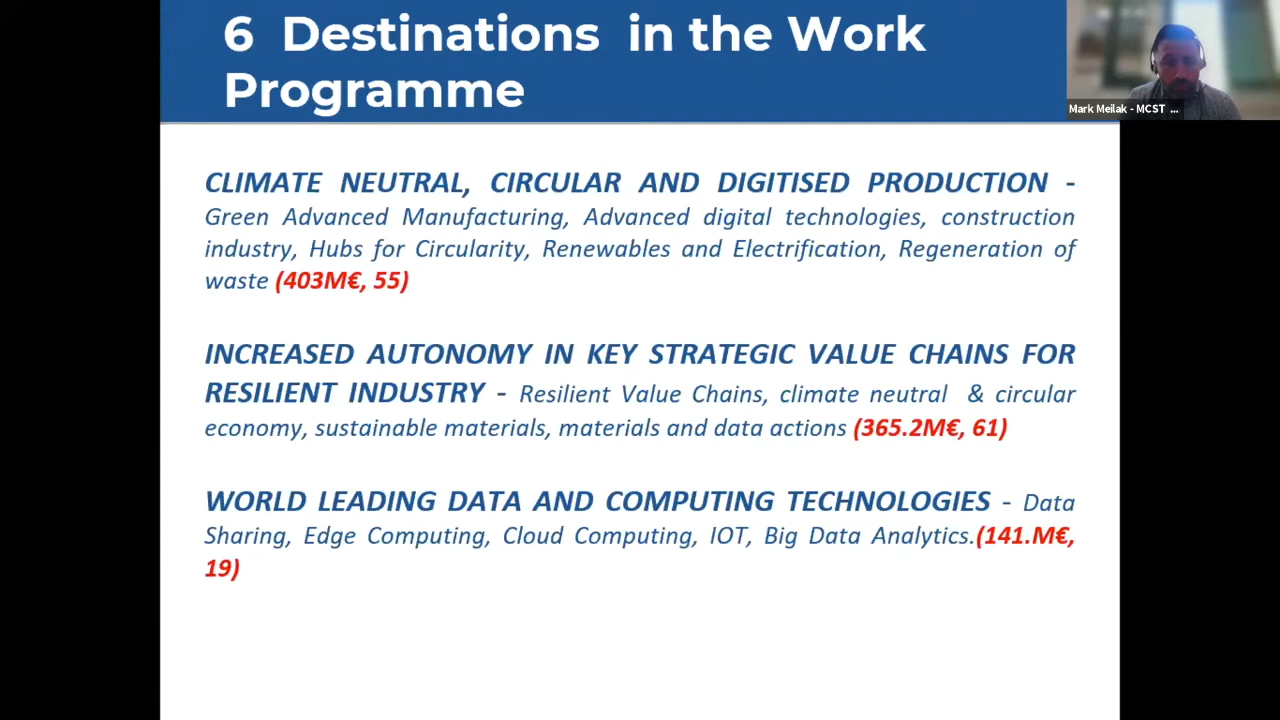 6 Destinations in the Work
Programme
Mark Meilak - MCST ...
CLIMATE NEUTRAL, CIRCULAR AND DIGITISED PRODUCTION -
Green Advanced Manufacturing, Advanced digital technologies, construction
industry, Hubs for Circularity, Renewables and Electrification, Regeneration of
waste (403M€, 55)
INCREASED AUTONOMY IN KEY STRATEGIC VALUE CHAINS FOR
RESILIENT INDUSTRY - Resilient Value Chains, climate neutral & circular
economy, sustainable materials, materials and data actions (365.2M€, 61)
WORLD LEADING DATA AND COMPUTING TECHNOLOGIES - Data
Sharing, Edge Computing, Cloud Computing, IOT, Big Data Analytics.(141.M€,
19)